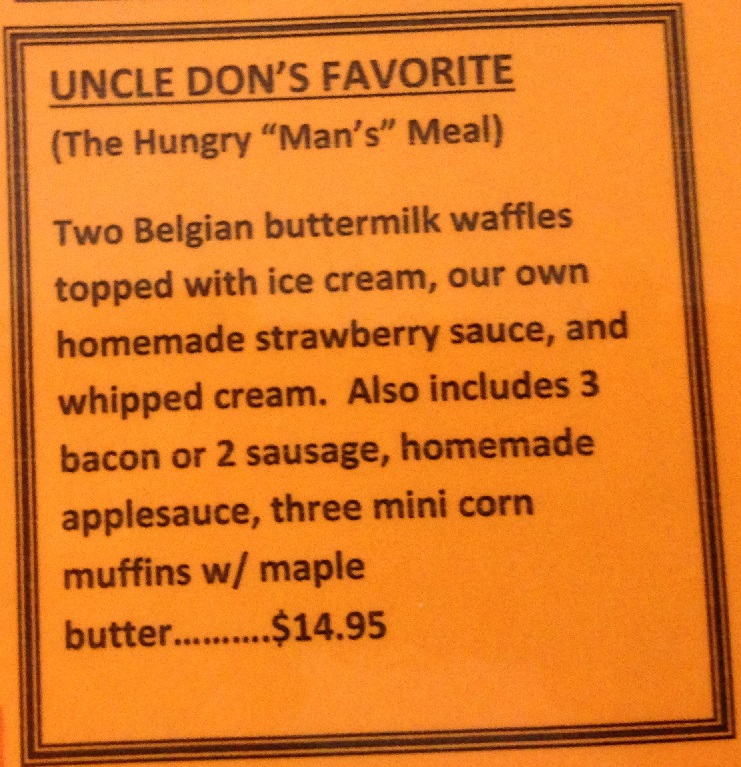 UNCLE DON'S FAVORITE
(The Hungry “Man’s” Meal)
Two Belgian buttermilk waffles
topped with ice cream, our own
homemade strawberry sauce, and
whipped cream.  Also includes 3
bacon or 2 sausage, homemade
applesauce, three mini corn
muffins w/ maple
butter..........$14.95